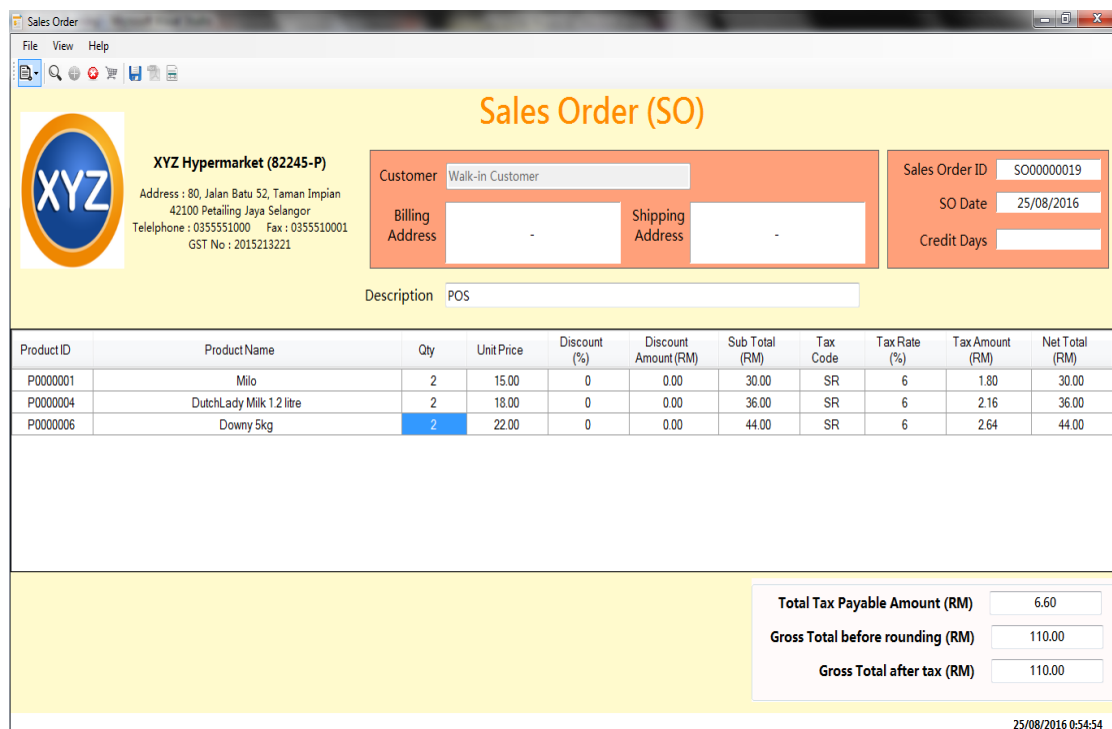 Sales Order
File View Help
Sales Order (SO)
XYZ
XYZ Hypermarket (82245-P)
Address : 80, Jalan Batu 52, Taman Impian
42100 Petailing Jaya Selangor
Telelphone : 0355551000 Fax : 0355510001
GST No : 2015213221
Customer Walk-in Customer
Billing Address -
Shipping Address -
Sales Order ID SO00000019
SO Date 25/08/2016
Credit Days
Description POS
Product ID Product Name Qty Unit Price Discount (%) Discount Amount (RM) Sub Total (RM) Tax Code Tax Rate (%) Tax Amount (RM) Net Total (RM)
P0000001 Milo 2 15.00 0 0.00 30.00 SR 6 1.80 30.00
P0000004 DutchLady Milk 1.2 litre 2 18.00 0 0.00 36.00 SR 6 2.16 36.00
P0000006 Downy 5kg 2 22.00 0 0.00 44.00 SR 6 2.64 44.00
Total Tax Payable Amount (RM) 6.60
Gross Total before rounding (RM) 110.00
Gross Total after tax (RM) 110.00
25/08/2016 0:54:54